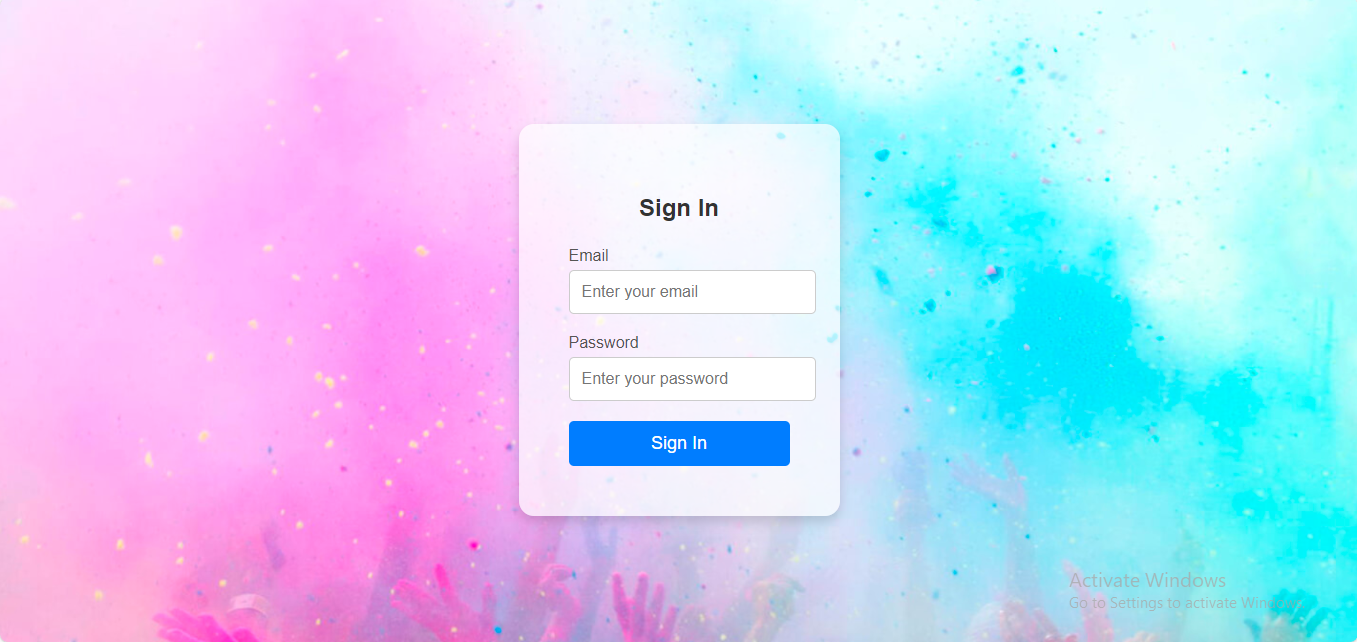 Sign In
Email
Enter your email
Password
Enter your password
Sign In
Activate Windows
Go to Settings to activate Windows.